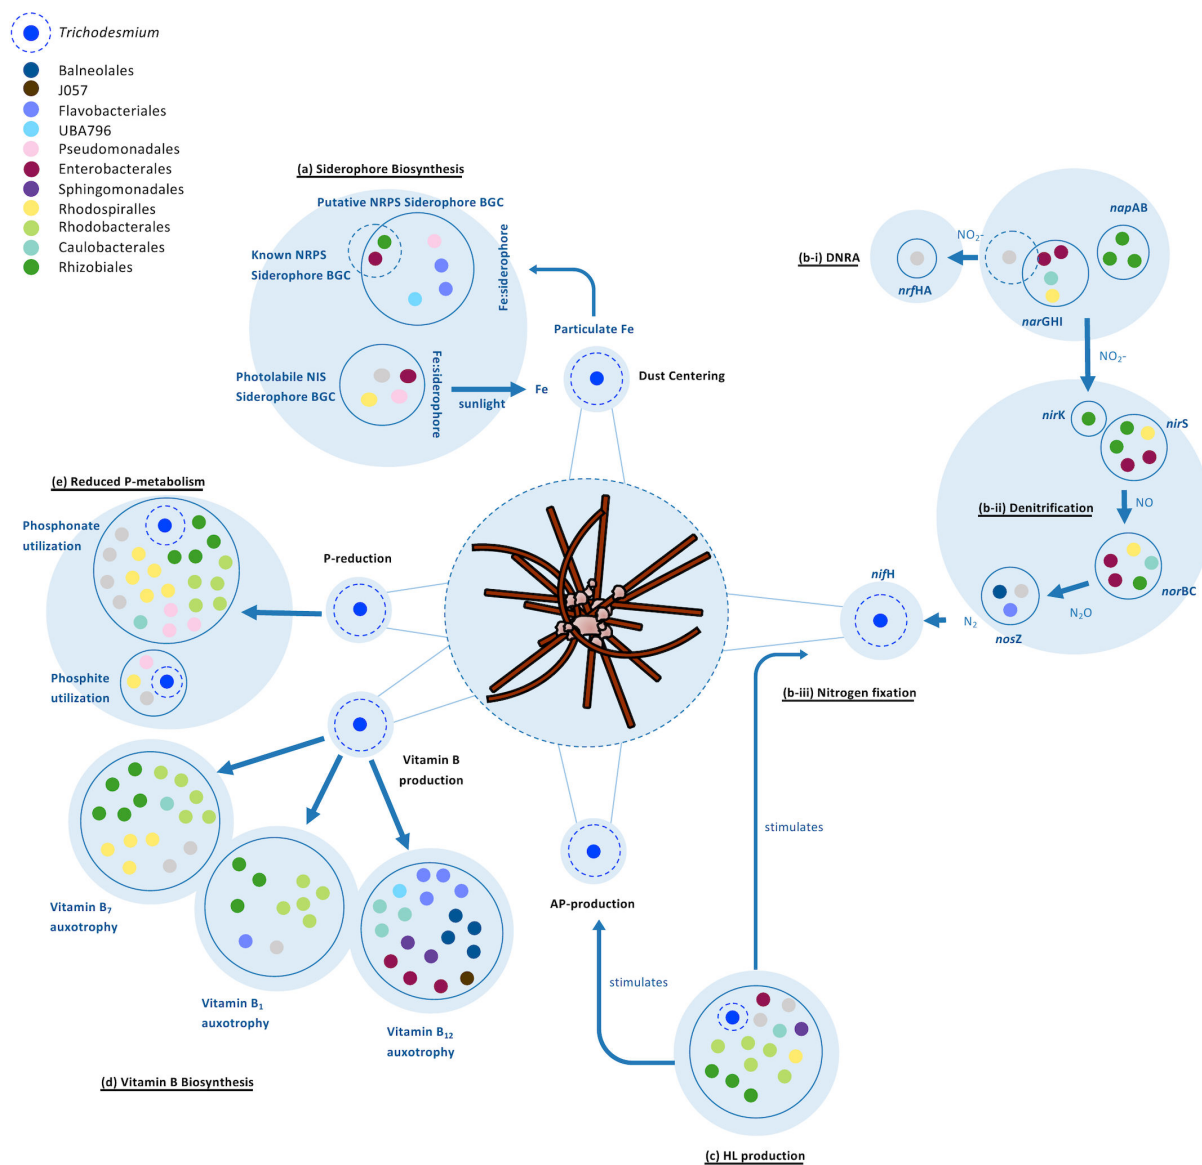 Trichodesmium
Balneolales
J057
Flavobacteriales
UBA796
Pseudomonadales
Enterobacterales
Sphingomonadales
Rhodospiralles
Rhodobacterales
Caulobacterales
Rhizobiales
(a) Siderophore Biosynthesis
Putative NRPS Siderophore BGC
Known NRPS
Siderophore BGC
Fe:siderophore
Photolabile NIS
Siderophore BGC
Fe:siderophore
sunlight
Fe
Particulate Fe
Dust Centering
napAB
NO2-
(b-i) DNRA
nrfHA
narGHI
NO2-
nirK
nirS
NO
(b-ii) Denitrification
norBC
N2O
nosZ
N2
nifH
(b-iii) Nitrogen fixation
(e) Reduced P-metabolism
Phosphonate
utilization
P-reduction
Phosphite
utilization
Vitamin B
production
Vitamin B7
auxotrophy
Vitamin B1
auxotrophy
Vitamin B12
auxotrophy
(d) Vitamin B Biosynthesis
AP-production
stimulates
stimulates
(c) HL production